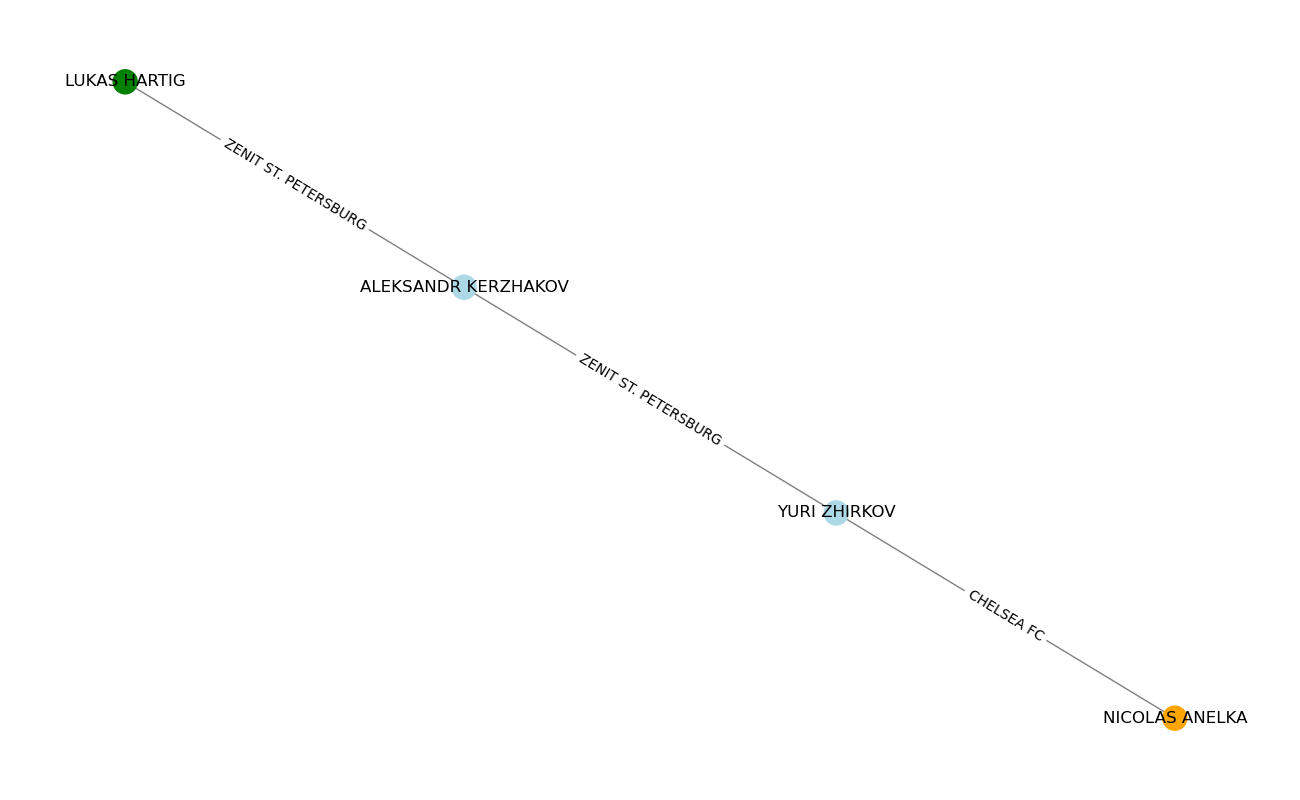 LUKAS HARTIG
ZENIT ST. PETERSBURG
ALEKSANDR KERZHAKOV
ZENIT ST. PETERSBURG
YURI ZHIRKOV
CHELSEA FC
NICOLAS ANELKA